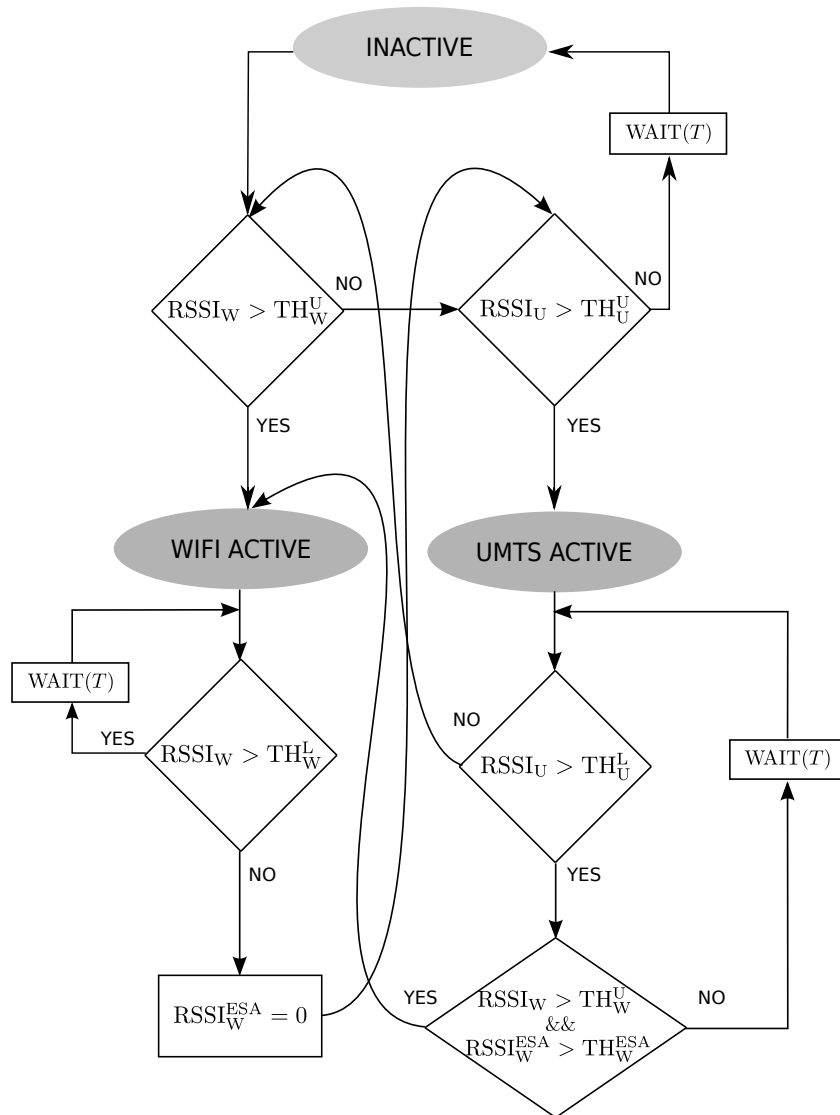 INACTIVE
WAIT(T)
NO
NO
RSSI_W > TH_W^U
RSSI_U > TH_U^U
YES
YES
WIFI ACTIVE
UMTS ACTIVE
WAIT(T)
NO
YES
RSSI_W > TH_W^L
RSSI_U > TH_U^L
WAIT(T)
NO
YES
RSSI_W^ESA = 0
YES
RSSI_W > TH_W^U
&&
RSSI_W^ESA > TH_W^ESA
NO